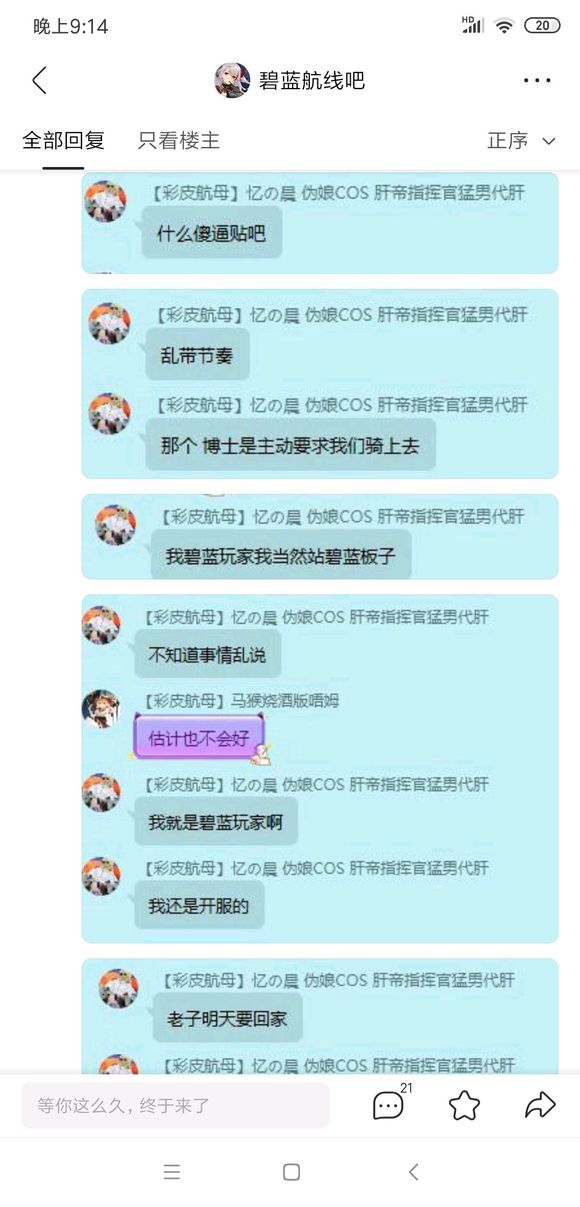 晚上9:14
HD
20
碧蓝航线吧
全部回复
只看楼主
正序
【彩皮航母】忆の晨 伪娘COS 肝帝指挥官猛男代肝
什么傻逼贴吧
【彩皮航母】忆の晨 伪娘COS 肝帝指挥官猛男代肝
乱带节奏
【彩皮航母】忆の晨 伪娘COS 肝帝指挥官猛男代肝
那个 博士是主动要求我们骑上去
【彩皮航母】忆の晨 伪娘COS 肝帝指挥官猛男代肝
我碧蓝玩家我当然站碧蓝板子
【彩皮航母】忆の晨 伪娘COS 肝帝指挥官猛男代肝
不知道事情乱说
【彩皮航母】马猴烧酒版唔姆
估计也不会好
【彩皮航母】忆の晨 伪娘COS 肝帝指挥官猛男代肝
我就是碧蓝玩家啊
【彩皮航母】忆の晨 伪娘COS 肝帝指挥官猛男代肝
我还是开服的
【彩皮航母】忆の晨 伪娘COS 肝帝指挥官猛男代肝
老子明天要回家
【彩皮航母】忆の晨 伪娘COS 肝帝指挥官猛男代肝
等你这么久，终于来了
21